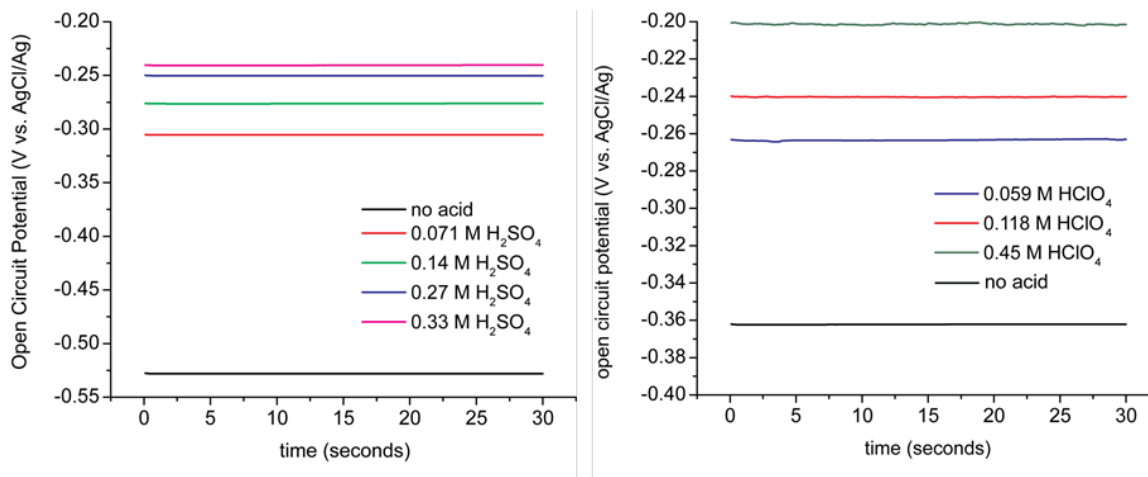 -0.20
-0.25
-0.30
-0.35
-0.40
-0.45
-0.50
-0.55
Open Circuit Potential (V vs. AgCl/Ag)
no acid
0.071 M H₂SO₄
0.14 M H₂SO₄
0.27 M H₂SO₄
0.33 M H₂SO₄
0 5 10 15 20 25 30
time (seconds)
-0.20
-0.22
-0.24
-0.26
-0.28
-0.30
-0.32
-0.34
-0.36
-0.38
-0.40
open circuit potential (V vs. AgCl/Ag)
0.059 M HClO₄
0.118 M HClO₄
0.45 M HClO₄
no acid
0 5 10 15 20 25 30
time (seconds)